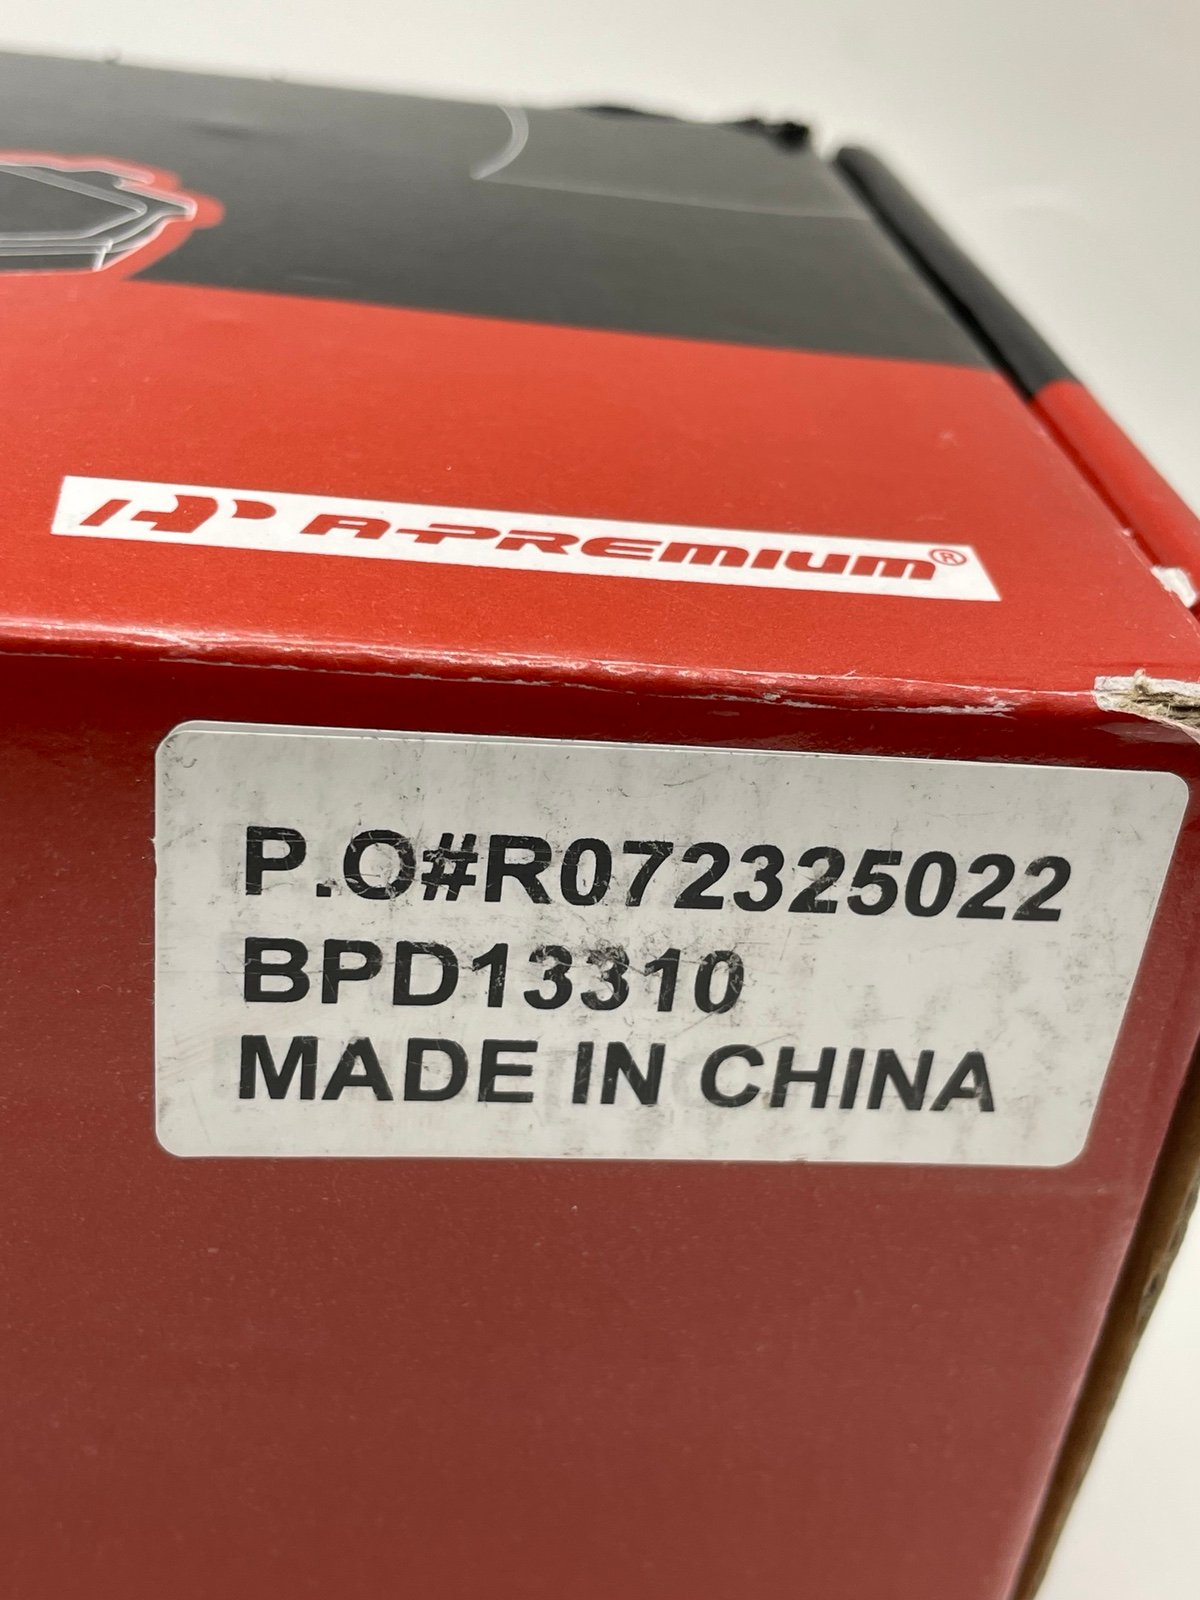 A-PREMIUM®
P.O#R072325022
BPD13310
MADE IN CHINA